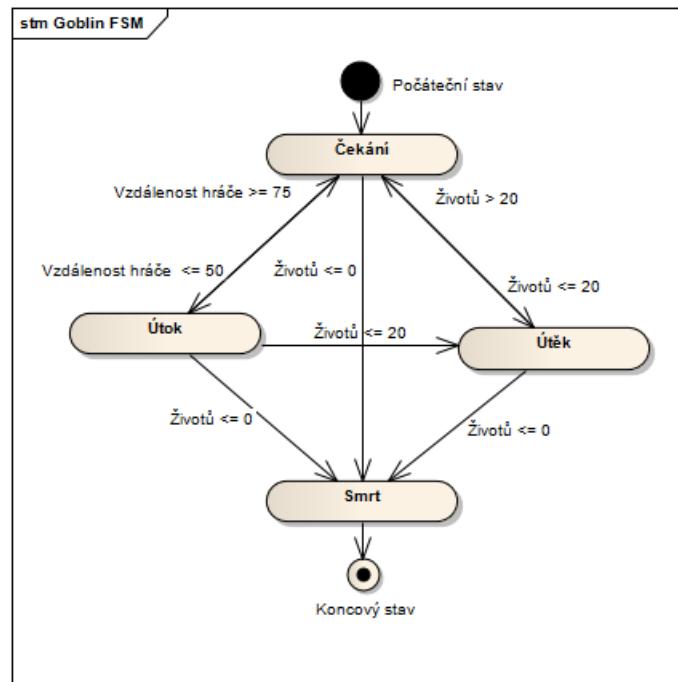 stm Goblin FSM
Počáteční stav
Čekání
Vzdálenost hráče >= 75
Životů > 20
Vzdálenost hráče <= 50
Životů <= 0
Životů <= 20
Útok
Životů <= 20
Útěk
Životů <= 0
Životů <= 0
Smrt
Koncový stav